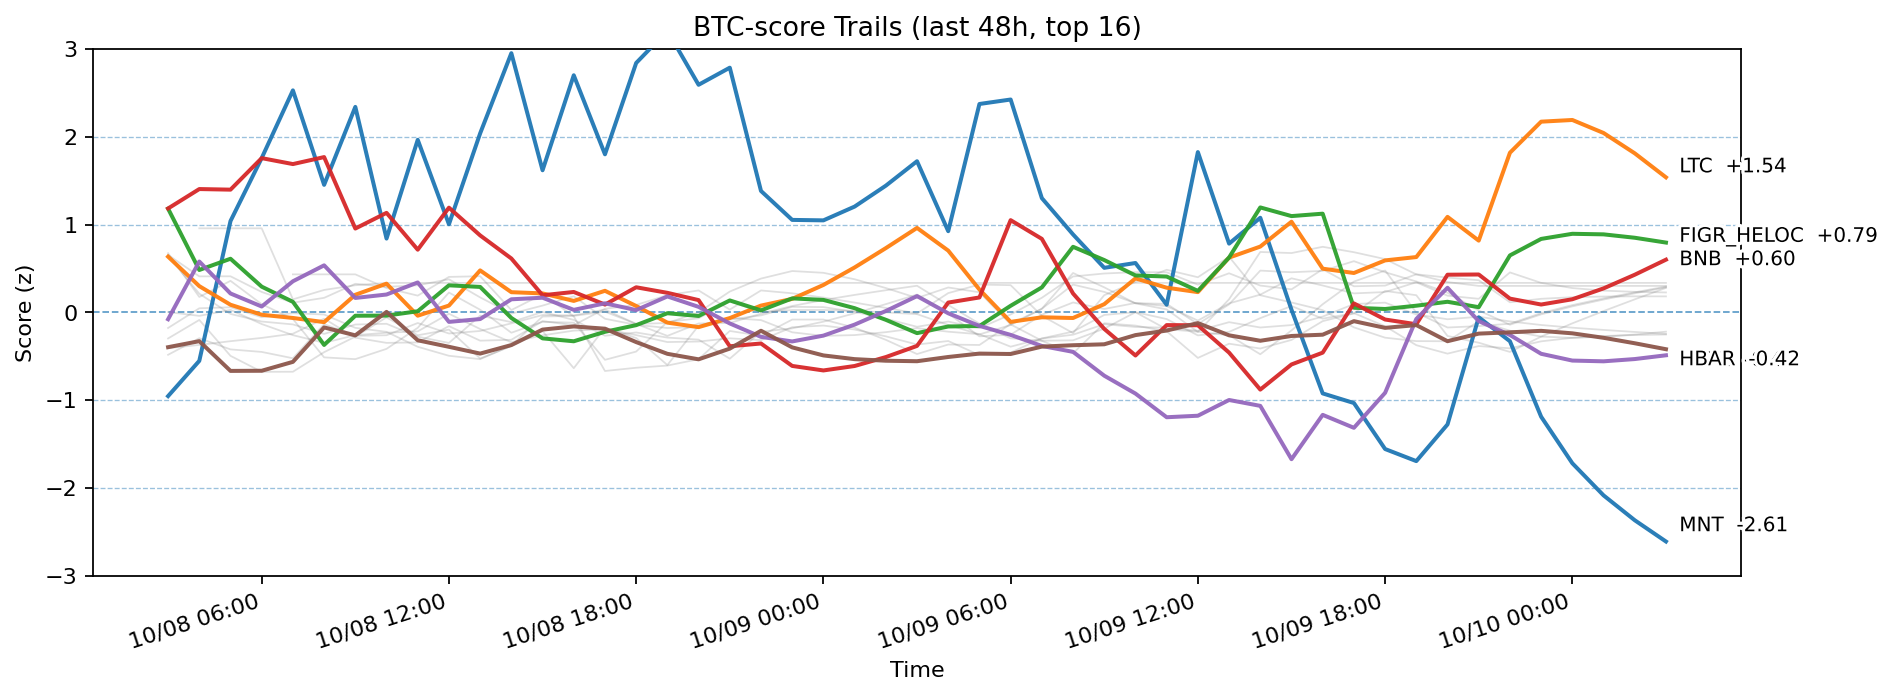 BTC-score Trails (last 48h, top 16)
Score (z)
3
2
1
0
−1
−2
−3
LTC +1.54
FIGR_HELOC +0.79
BNB +0.60
HBAR -0.42
MNT -2.61
10/08 06:00
10/08 12:00
10/08 18:00
10/09 00:00
10/09 06:00
10/09 12:00
10/09 18:00
10/10 00:00
Time